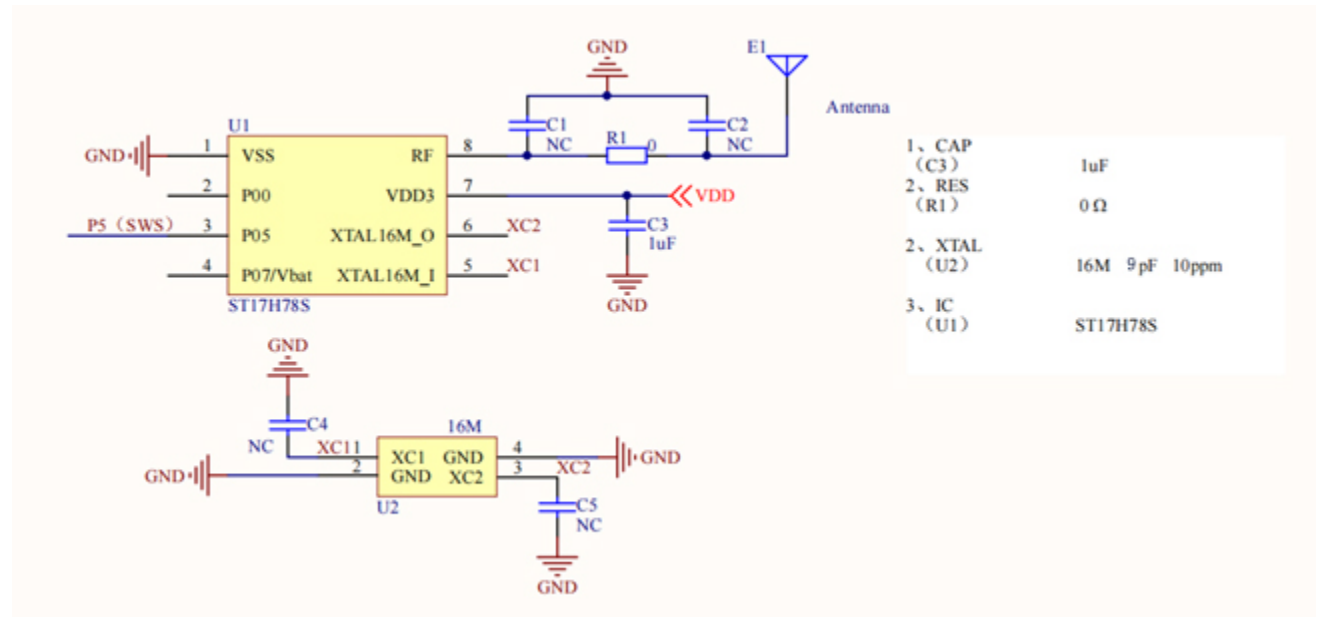 GND
E1
Antenna
C1
NC
R1
0
C2
NC
U1
GND
1
VSS
RF
8
2
P00
VDD3
7
VDD
P5（SWS）
3
P05
XTAL16M_O
6
XC2
C3
1uF
4
P07/Vbat
XTAL16M_I
5
XC1
ST17H78S
GND
1、CAP
（C3）
1uF
2、RES
（R1）
0 Ω
2、XTAL
（U2）
16M 9pF 10ppm
3、IC
（U1）
ST17H78S
GND
C4
NC
16M
XC1
1
XC1
GND
4
GND
GND
2
GND
XC2
3
XC2
U2
C5
NC
GND